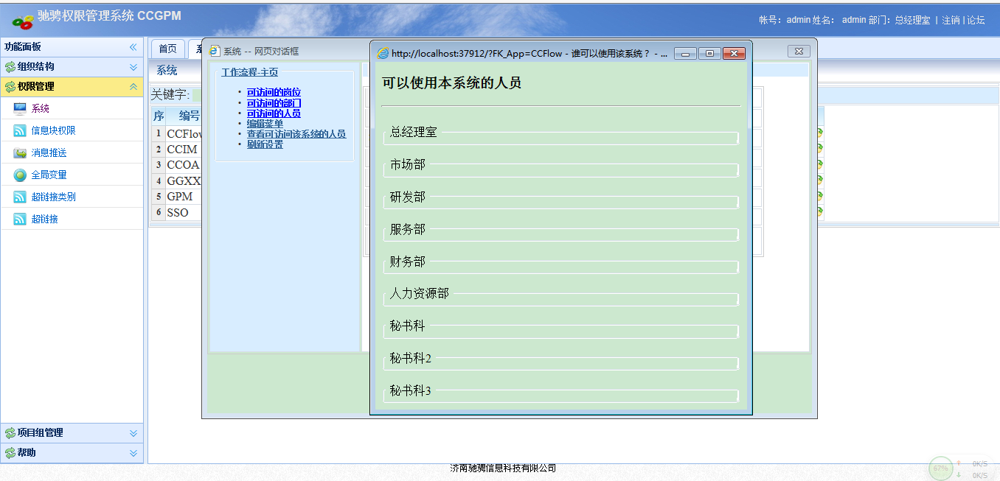 驰骋权限管理系统 CCGPM
帐号： admin 姓名： admin 部门：总经理室 | 注销 | 论坛
功能面板
组织结构
权限管理
系统
信息块权限
消息推送
全局变量
超链接类别
超链接
项目组管理
帮助
首页
系统
关键字:
序 编号
1 CCFlow
2 CCIM
3 CCOA
4 GGXX
5 GPM
6 SSO
系统 -- 网页对话框
工作流程-主页
可访问的岗位
可访问的部门
可访问的人员
编辑菜单
查看可访问该系统的人员
刷新设置
http://localhost:37912/?FK_App=CCFlow - 谁可以使用该系统？ - ...
可以使用本系统的人员
总经理室
市场部
研发部
服务部
财务部
人力资源部
秘书科
秘书科2
秘书科3
济南驰骋信息科技有限公司
67%
0K/S
0K/S